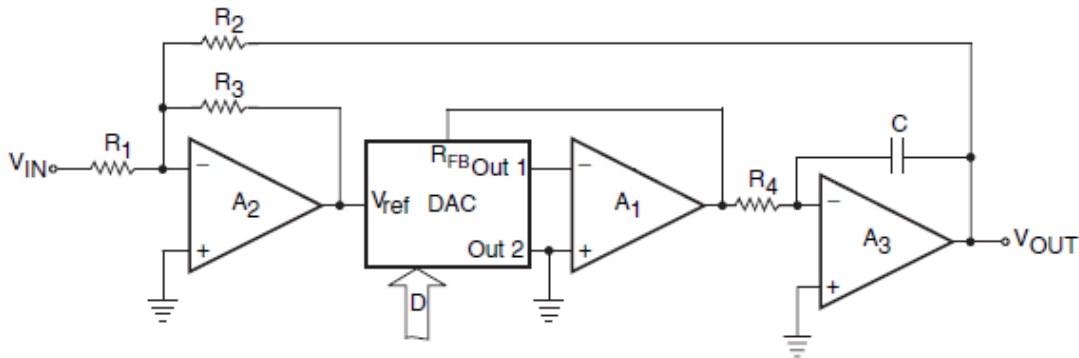 R2
R3
C
R1
VIN
−
+
A2
RFB
Out 1
Vref
DAC
Out 2
D
−
+
A1
R4
−
+
A3
VOUT